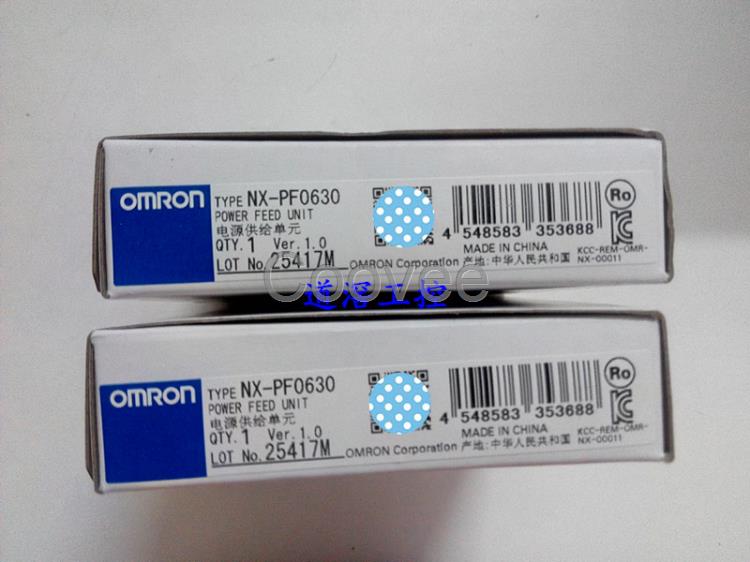 OMRON
TYPE NX-PF0630
POWER FEED UNIT
电源供给单元
QTY. 1 Ver. 1.0
LOT No. 25417M
OMRON Corporation
4 548583 353688
MADE IN CHINA
产地: 中华人民共和国
Ro
KCC-REM-OMR-
NX-00011
Coovee
道滘工控
OMRON
TYPE NX-PF0630
POWER FEED UNIT
电源供给单元
QTY. 1 Ver. 1.0
LOT No. 25417M
OMRON Corporation
4 548583 353688
MADE IN CHINA
产地: 中华人民共和国
Ro
KCC-REM-OMR-
NX-00011